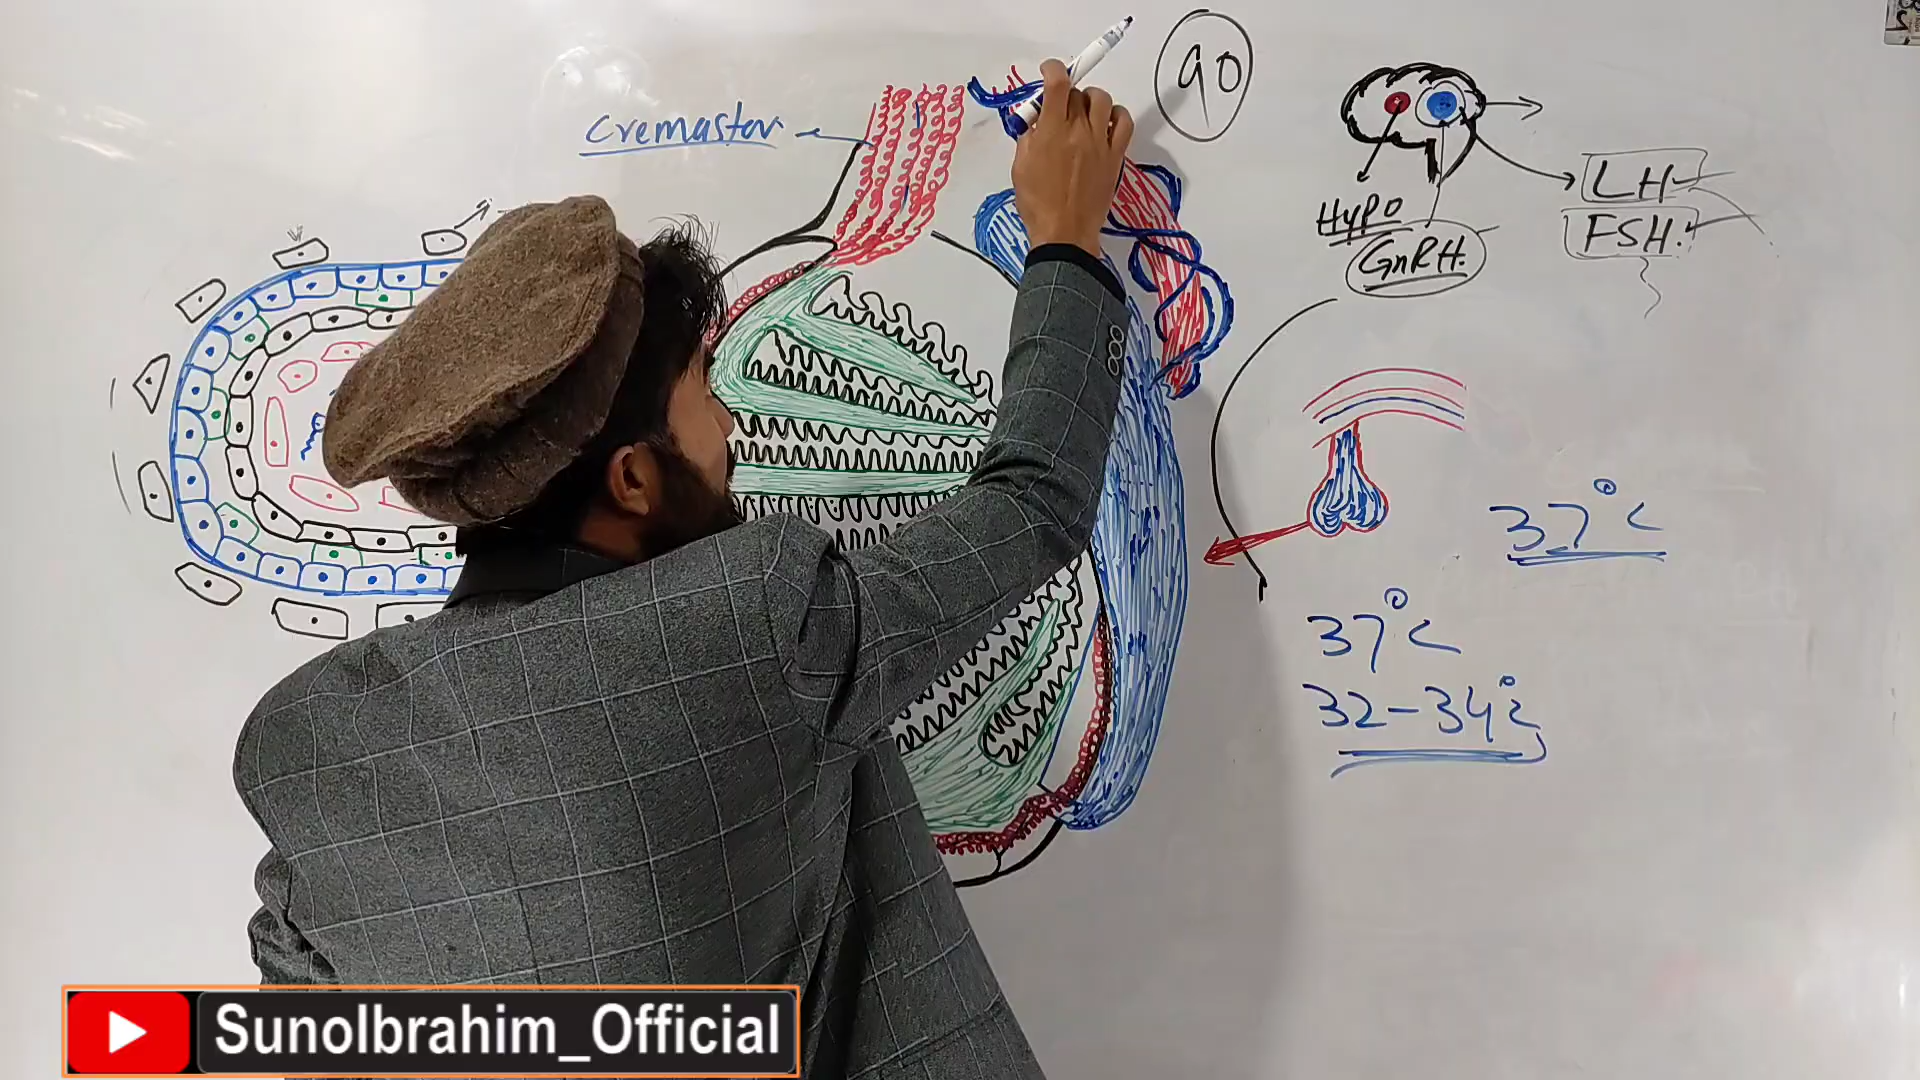 90
Cremaster
LH
HYPO
FSH.
GnRH.
37°C
37°C
32-34°C
SunoIbrahim_Official